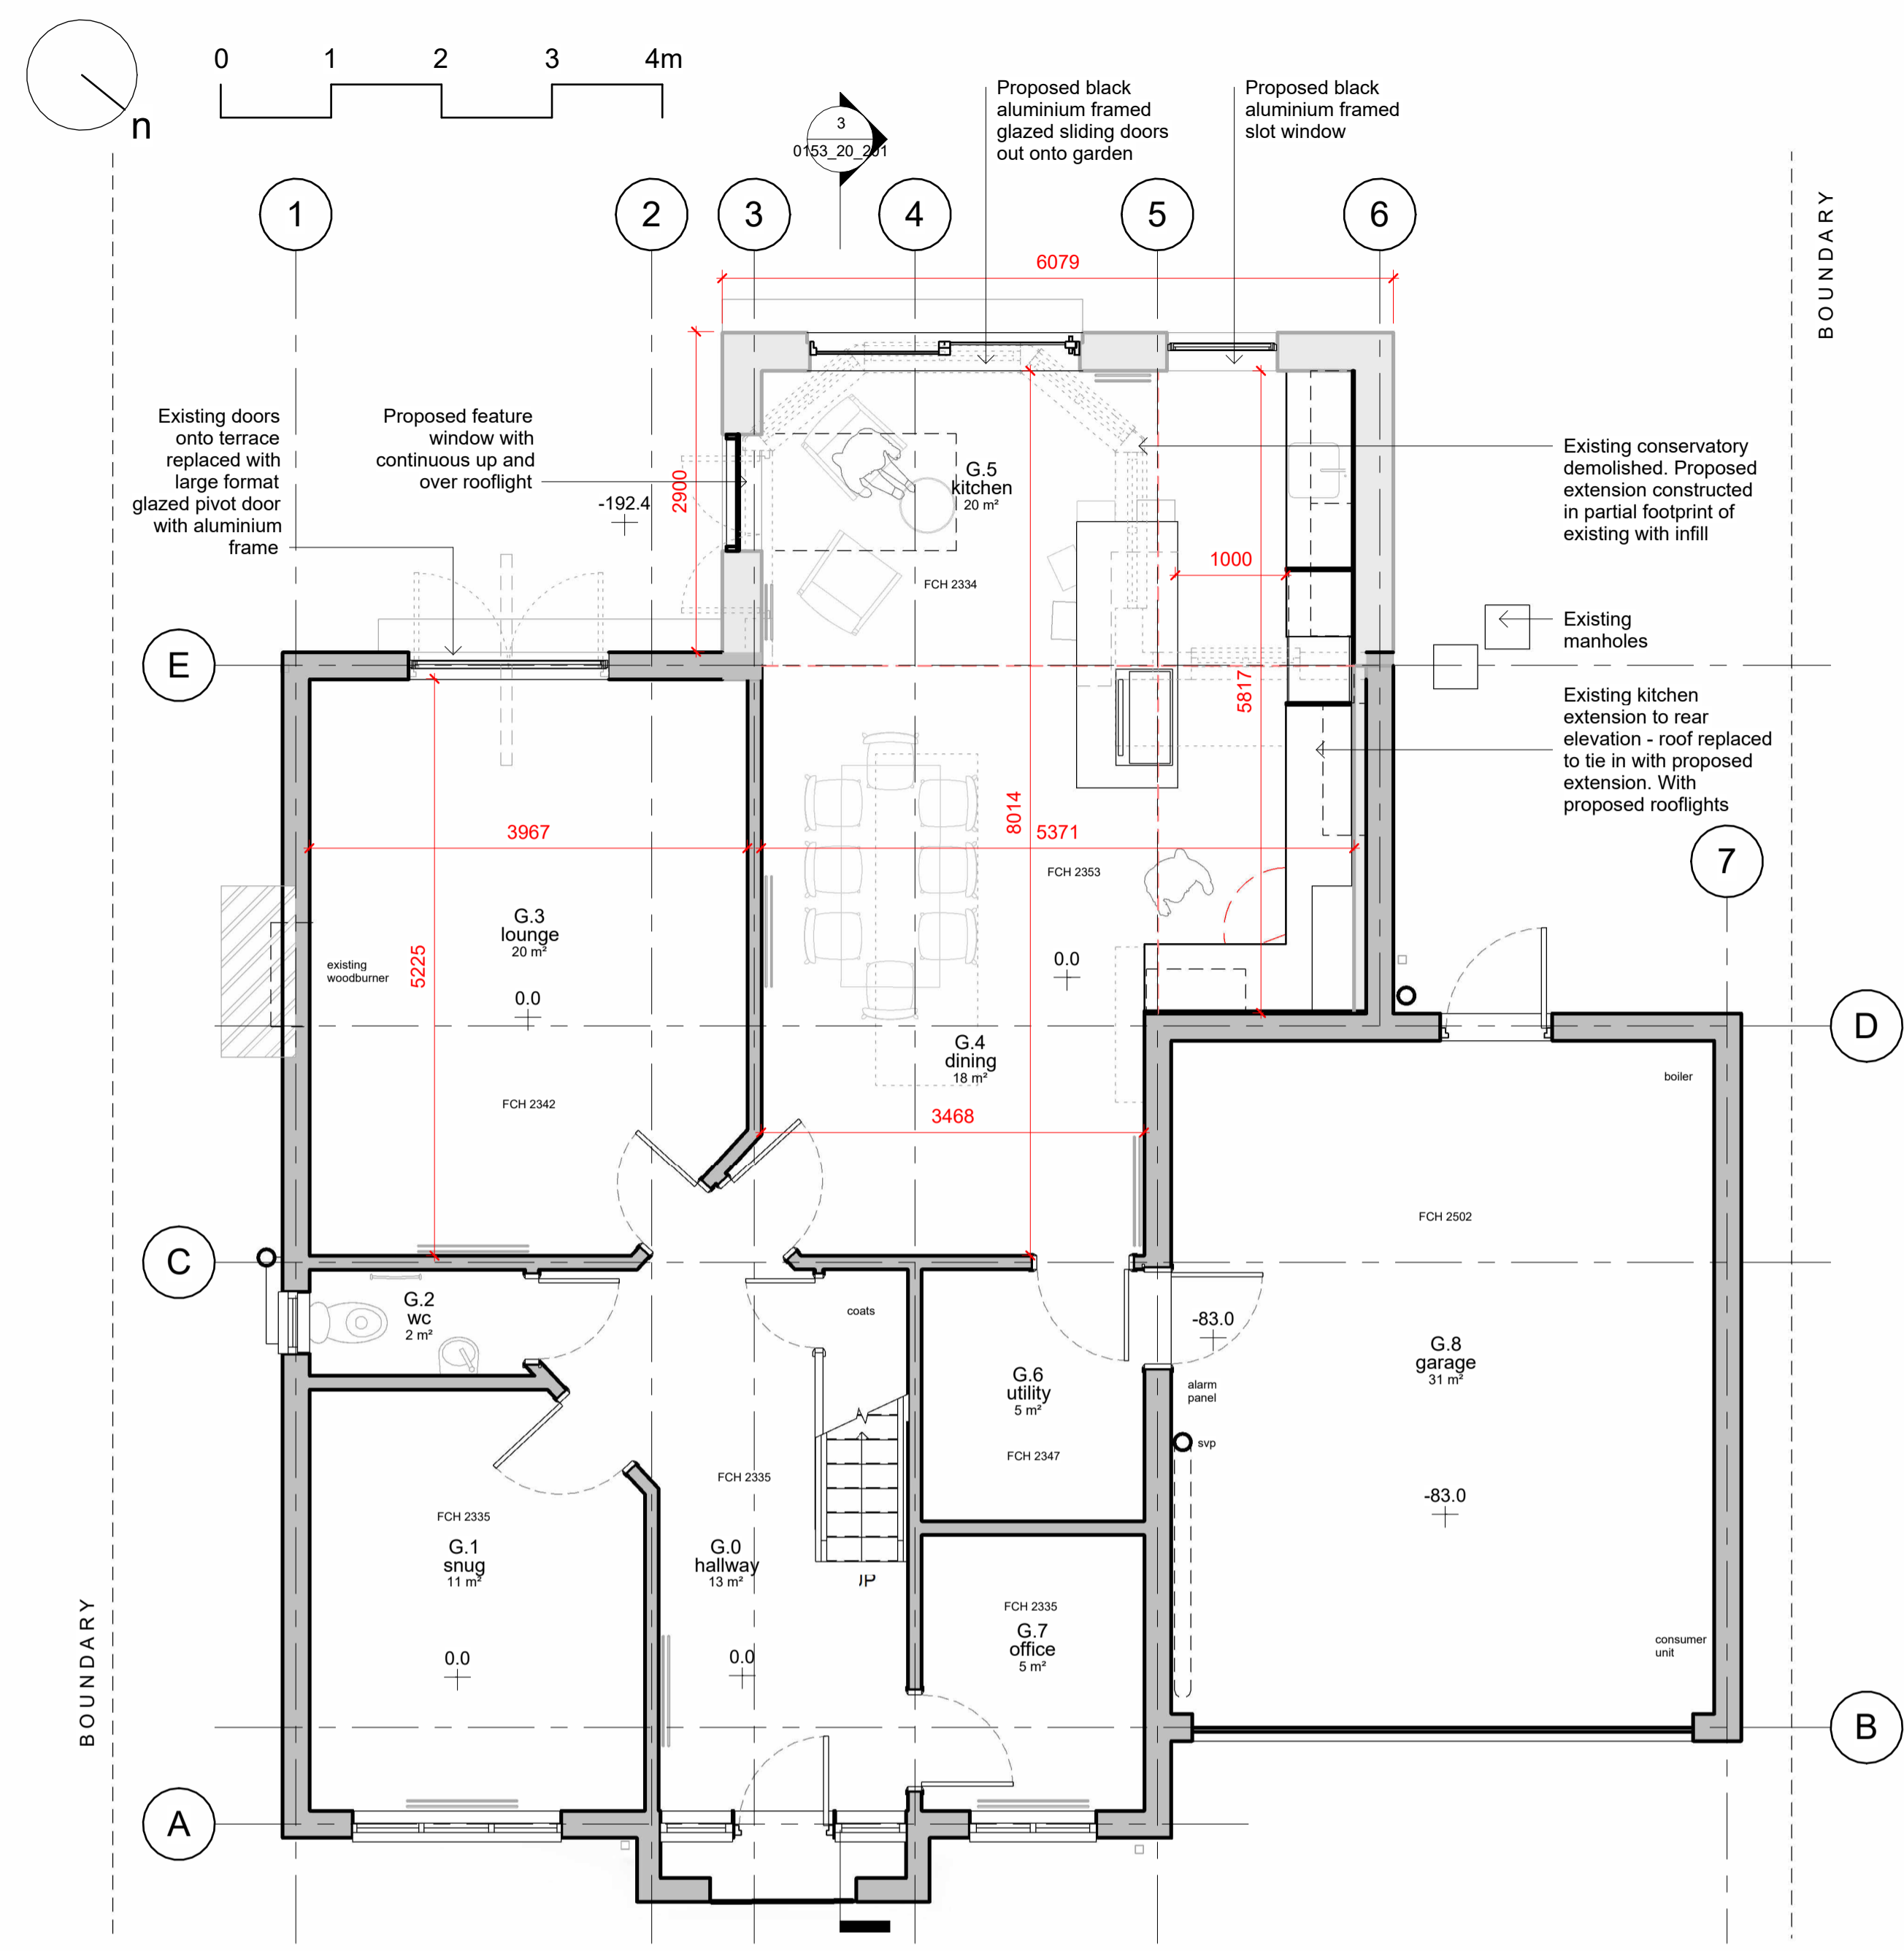 n
0 1 2 3 4m
3
0153_20_201
Proposed black
aluminium framed
glazed sliding doors
out onto garden
Proposed black
aluminium framed
slot window
BOUNDARY
1 2 3 4 5 6
6079
Existing doors
onto terrace
replaced with
large format
glazed pivot door
with aluminium
frame
Proposed feature
window with
continuous up and
over rooflight
-192.4
2900
G.5
kitchen
20 m²
FCH 2334
1000
Existing conservatory
demolished. Proposed
extension constructed
in partial footprint of
existing with infill
Existing
manholes
E
5817
Existing kitchen
extension to rear
elevation - roof replaced
to tie in with proposed
extension. With
proposed rooflights
8014
3967
5371
7
FCH 2353
G.3
lounge
20 m²
existing
woodburner
5225
0.0
0.0
D
G.4
dining
18 m²
boiler
FCH 2342
3468
FCH 2502
C
G.2
wc
2 m²
coats
-83.0
G.8
garage
31 m²
G.6
utility
5 m²
alarm
panel
svp
FCH 2347
FCH 2335
-83.0
FCH 2335
G.1
snug
11 m²
G.0
hallway
13 m²
FCH 2335
G.7
office
5 m²
0.0
0.0
consumer
unit
BOUNDARY
B
A